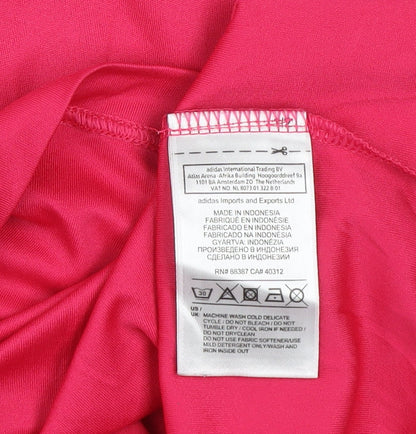 adidas International Trading BV
Atlas Arena -Afrika Building Hoogoorddreef 9a
1101 BA Amsterdam ZO The Netherlands
VAT NO: NL 8073.01.322.B.01
adidas Imports and Exports Ltd
MADE IN INDONESIA
FABRIQUÉ EN INDONÉSIE
FABRICADO EN INDONESIA
FABRICADO NA INDONÉSIA
GYÁRTVA: INDONÉZIA
ПРОИЗВЕДЕНО В ИНДОНЕЗИЯ
СДЕЛАНО В ИНДОНЕЗИИ
RN# 88387 CA# 40312
30
US: MACHINE WASH COLD DELICATE
UK: CYCLE / DO NOT BLEACH / DO NOT
TUMBLE DRY / COOL IRON IF NEEDED /
DO NOT DRYCLEAN
DO NOT USE FABRIC SOFTENER/USE
MILD DETERGENT ONLY/WASH AND
IRON INSIDE OUT